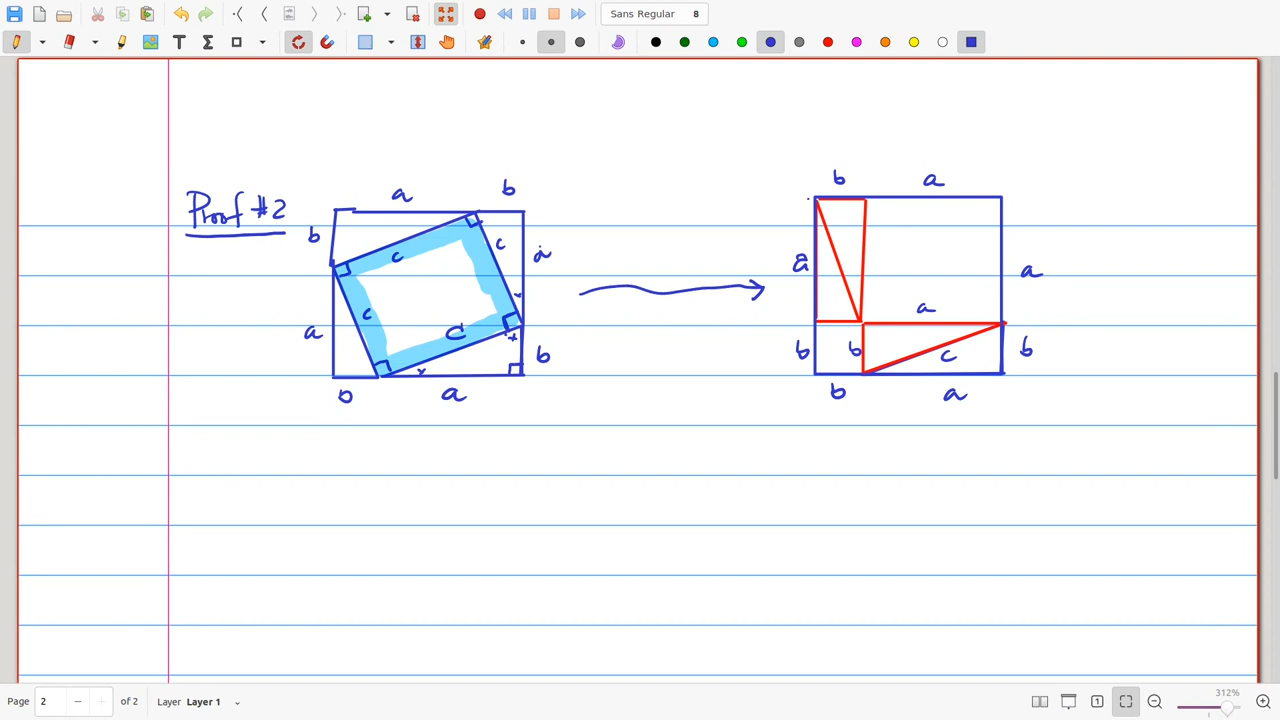 Sans Regular 8
Proof #2
a b
b c c a
c
a c b
b a
b a
a a
a
b b c b
b a
Page 2 of 2 Layer Layer 1 312%